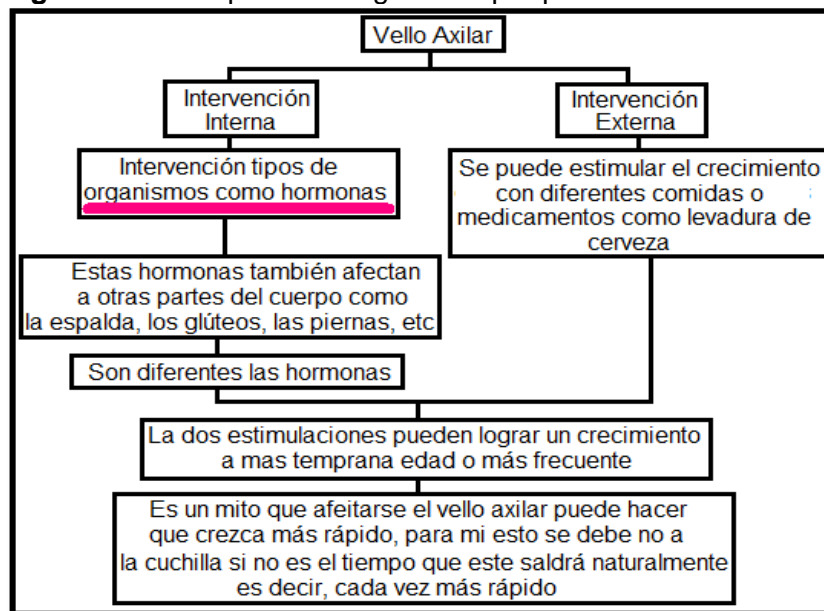 Vello Axilar
Intervención
Interna
Intervención
Externa
Intervención tipos de
organismos como hormonas
Se puede estimular el crecimiento
con diferentes comidas o
medicamentos como levadura de
cerveza
Estas hormonas también afectan
a otras partes del cuerpo como
la espalda, los glúteos, las piernas, etc
Son diferentes las hormonas
La dos estimulaciones pueden lograr un crecimiento
a mas temprana edad o más frecuente
Es un mito que afeitarse el vello axilar puede hacer
que crezca más rápido, para mi esto se debe no a
la cuchilla si no es el tiempo que este saldrá naturalmente
es decir, cada vez más rápido